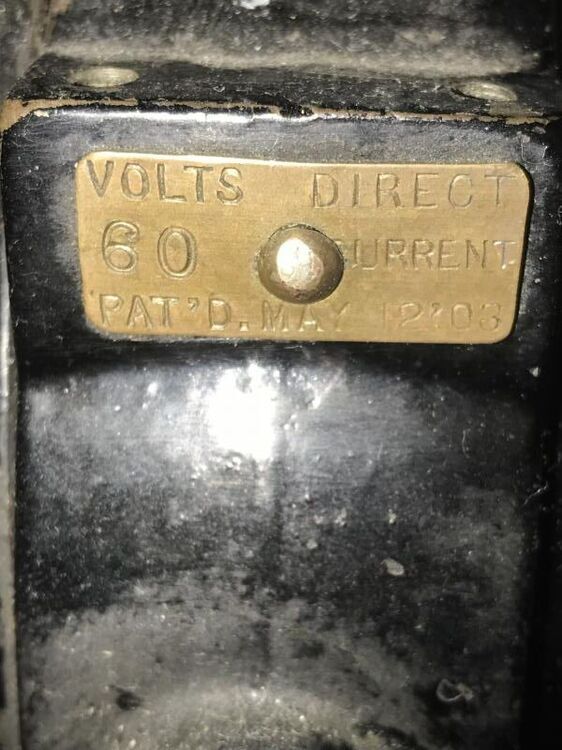 VOLTS DIRECT
60 CURRENT
PAT'D. MAY 12'03